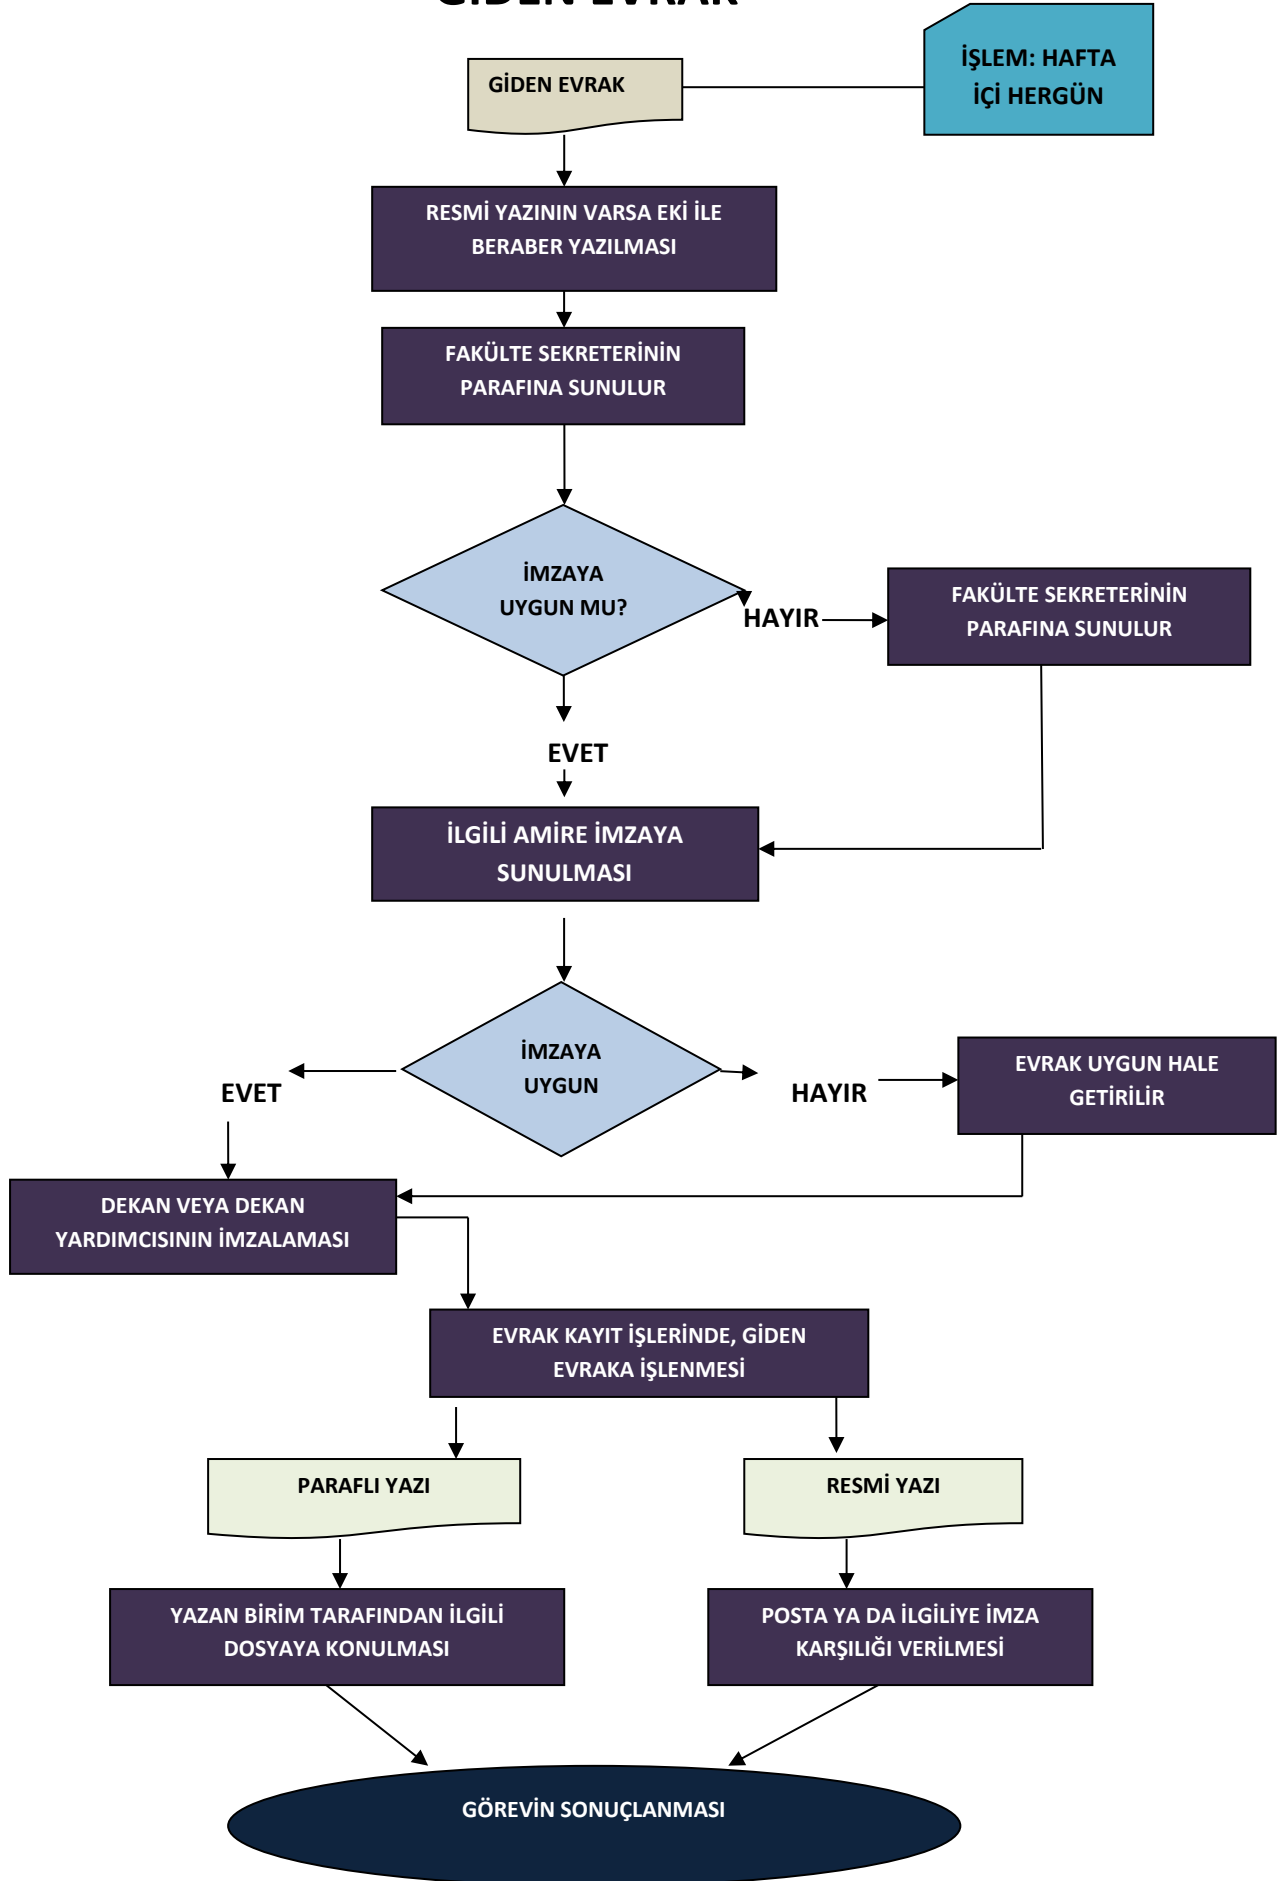 GİDEN EVRAK
İŞLEM: HAFTA
İÇİ HERGÜN
GİDEN EVRAK
RESMİ YAZININ VARSA EKİ İLE
BERABER YAZILMASI
FAKÜLTE SEKRETERİNİN
PARAFINA SUNULUR
İMZAYA
UYGUN MU?
HAYIR
FAKÜLTE SEKRETERİNİN
PARAFINA SUNULUR
EVET
İLGİLİ AMİRE İMZAYA
SUNULMASI
İMZAYA
UYGUN
EVET
HAYIR
EVRAK UYGUN HALE
GETİRİLİR
DEKAN VEYA DEKAN
YARDIMCISININ İMZALAMASI
EVRAK KAYIT İŞLERİNDE, GİDEN
EVRAKA İŞLENMESİ
PARAFLI YAZI
RESMİ YAZI
YAZAN BİRİM TARAFINDAN İLGİLİ
DOSYAYA KONULMASI
POSTA YA DA İLGİLİYE İMZA
KARŞILIĞI VERİLMESİ
GÖREVİN SONUÇLANMASI